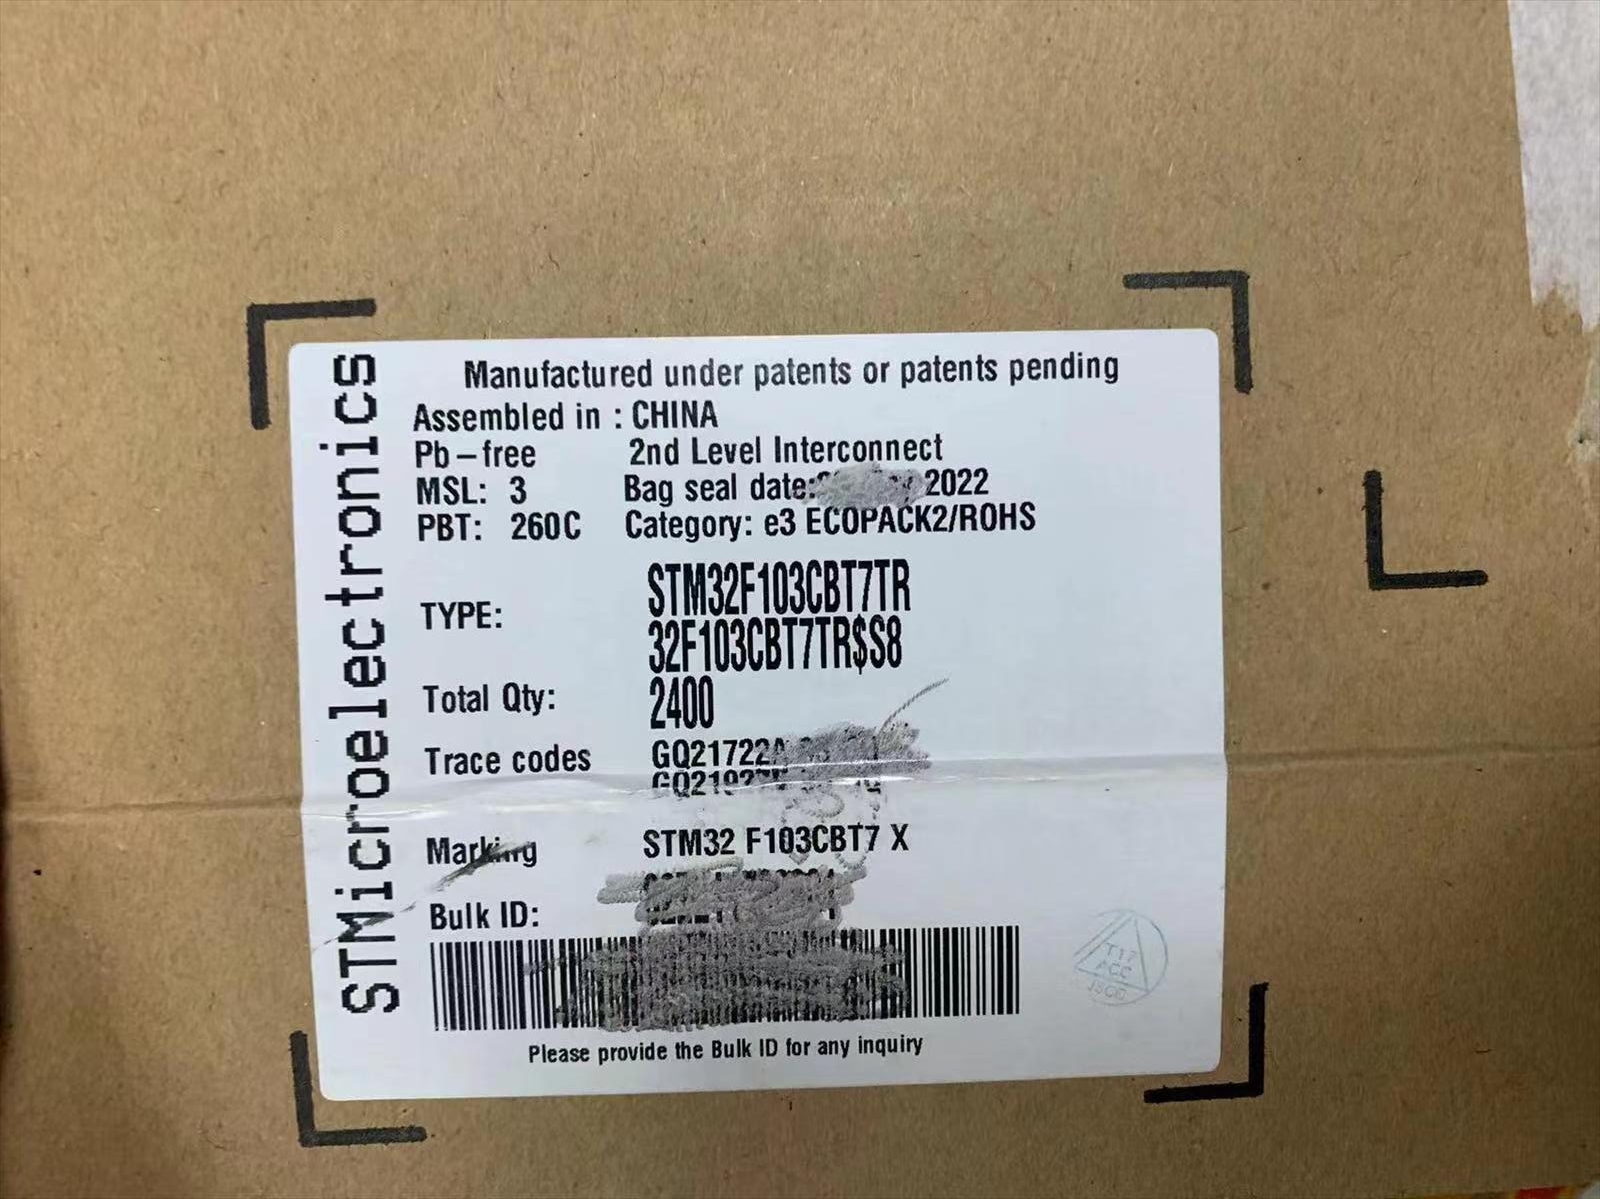 STMicroelectronics
Manufactured under patents or patents pending
Assembled in : CHINA
Pb-free 2nd Level Interconnect
MSL: 3 Bag seal date: 2022
PBT: 260C Category: e3 ECOPACK2/ROHS
TYPE: STM32F103CBT7TR
32F103CBT7TR$S8
Total Qty: 2400
Trace codes
Marking STM32 F103CBT7 X
Bulk ID:
Please provide the Bulk ID for any inquiry